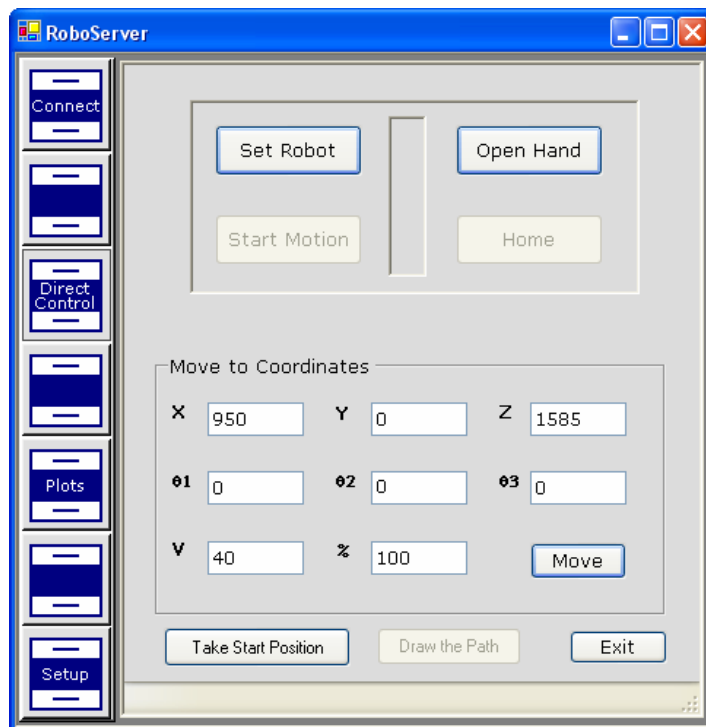 RoboServer
Connect
Direct
Control
Plots
Setup
Set Robot
Open Hand
Start Motion
Home
Move to Coordinates
X 950 Y 0 Z 1585
θ1 0 θ2 0 θ3 0
V 40 % 100 Move
Take Start Position Draw the Path Exit